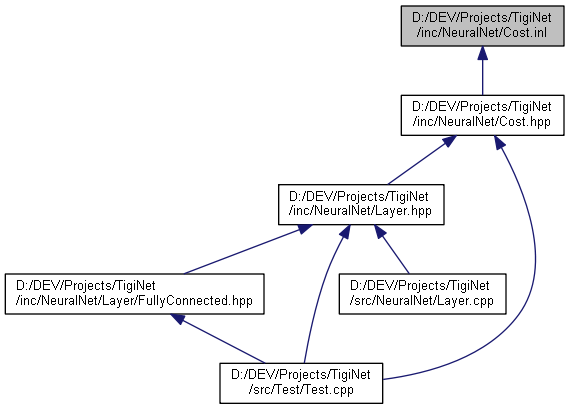 D:/DEV/Projects/TigiNet
/inc/NeuralNet/Cost.inl
D:/DEV/Projects/TigiNet
/inc/NeuralNet/Cost.hpp
D:/DEV/Projects/TigiNet
/inc/NeuralNet/Layer.hpp
D:/DEV/Projects/TigiNet
/inc/NeuralNet/Layer/FullyConnected.hpp
D:/DEV/Projects/TigiNet
/src/NeuralNet/Layer.cpp
D:/DEV/Projects/TigiNet
/src/Test/Test.cpp